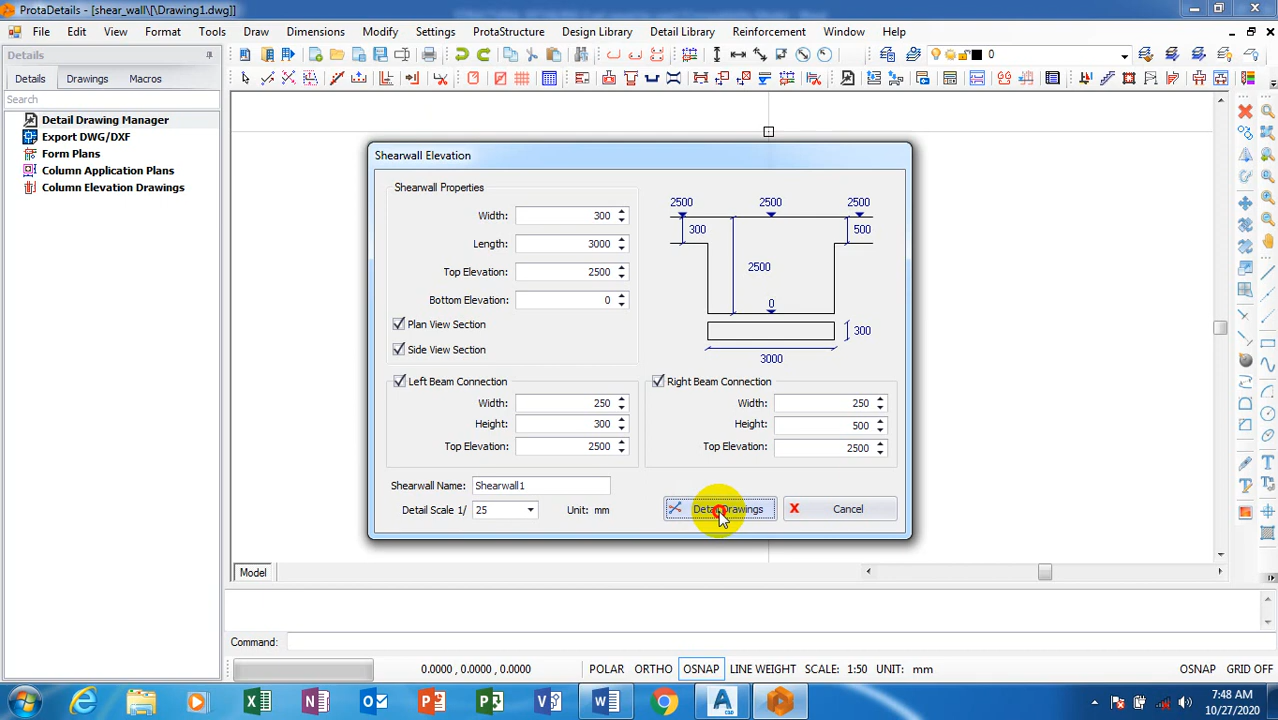 ProtaDetails - [shear_wall\[\Drawing1.dwg]]
File Edit View Format Tools Draw Dimensions Modify Settings ProtaStructure Design Library Detail Library Reinforcement Window Help
Details
0
Details Drawings Macros
Search
Detail Drawing Manager
Export DWG/DXF
Form Plans
Column Application Plans
Column Elevation Drawings
Shearwall Elevation
Shearwall Properties
Width: 300
Length: 3000
Top Elevation: 2500
Bottom Elevation: 0
Plan View Section
Side View Section
2500 2500 2500
300 500
2500
0
300
3000
Left Beam Connection
Width: 250
Height: 300
Top Elevation: 2500
Right Beam Connection
Width: 250
Height: 500
Top Elevation: 2500
Shearwall Name: Shearwall1
Detail Scale 1/ 25 Unit: mm
Detail Drawings Cancel
Model
Command:
0.0000 , 0.0000 , 0.0000 POLAR ORTHO OSNAP LINE WEIGHT SCALE: 1:50 UNIT: mm OSNAP GRID OFF
7:48 AM
10/27/2020